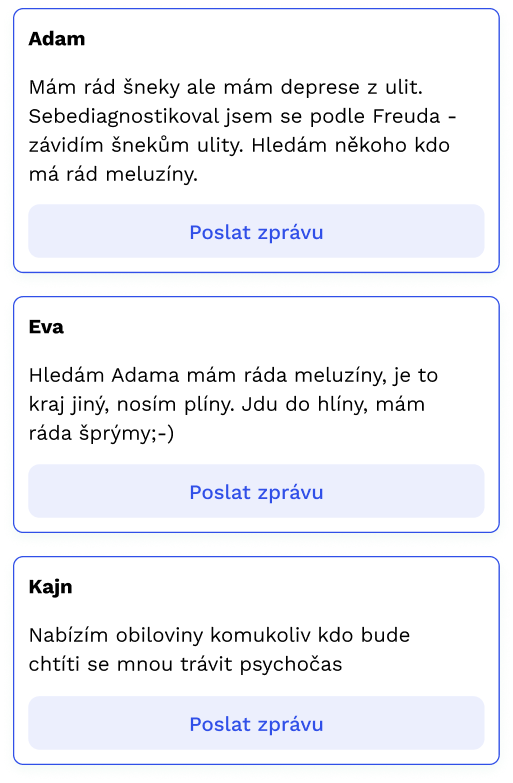 Adam
Mám rád šneky ale mám deprese z ulit.
Sebediagnostikoval jsem se podle Freuda -
závidím šnekům ulity. Hledám někoho kdo
má rád meluzíny.
Poslat zprávu
Eva
Hledám Adama mám ráda meluzíny, je to
kraj jiný, nosím plíny. Jdu do hlíny, mám
ráda šprýmy;-)
Poslat zprávu
Kajn
Nabízím obiloviny komukoliv kdo bude
chtíti se mnou trávit psychočas
Poslat zprávu